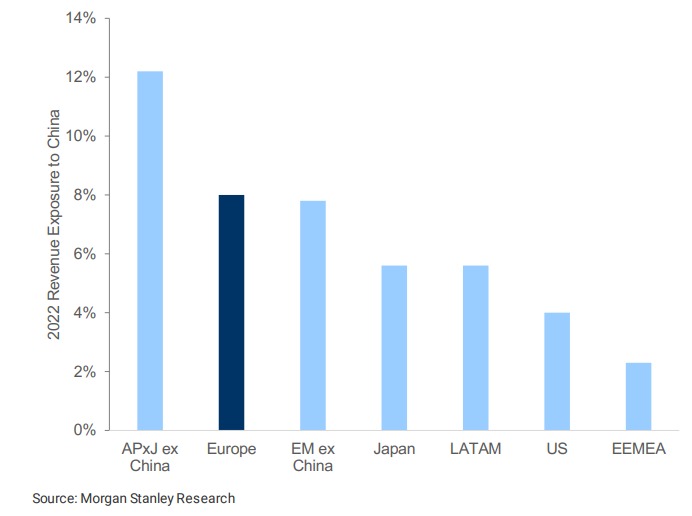 14%
12%
10%
8%
6%
4%
2%
0%
2022 Revenue Exposure to China
APxJ ex
China
Europe
EM ex
China
Japan
LATAM
US
EEMEA
Source: Morgan Stanley Research